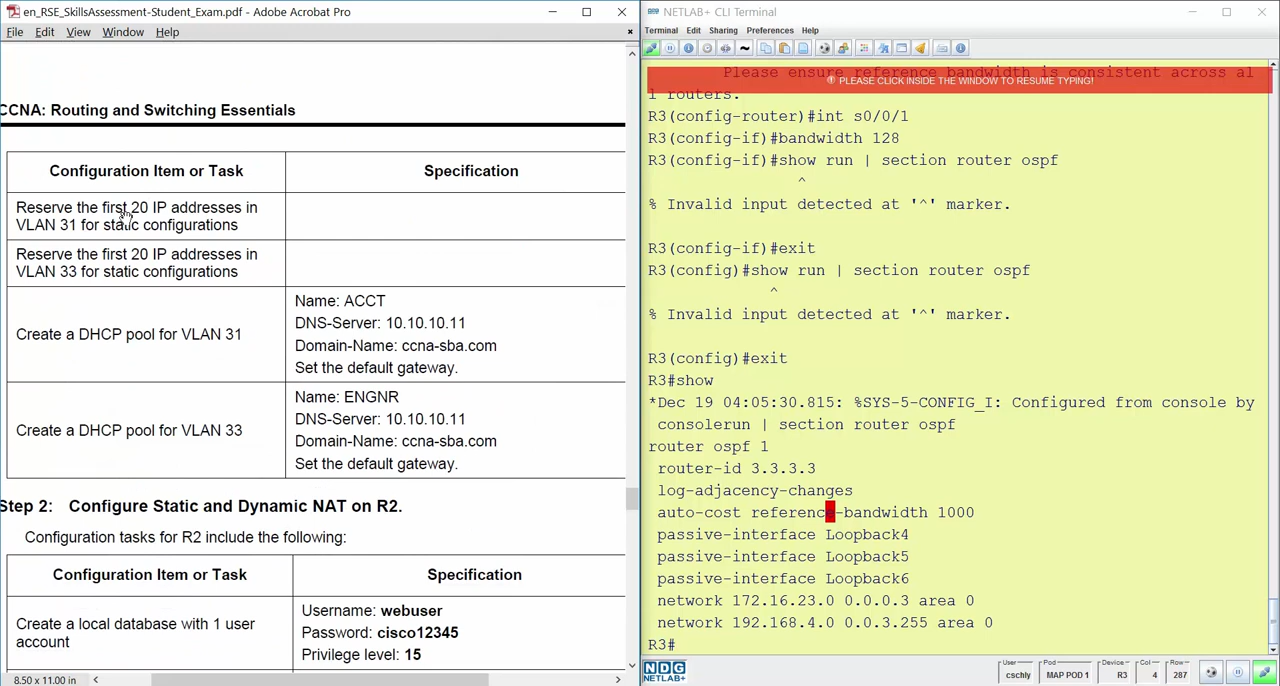 en_RSE_SkillsAssessment-Student_Exam.pdf - Adobe Acrobat Pro
File Edit View Window Help
CCNA: Routing and Switching Essentials
Configuration Item or Task
Specification
Reserve the first 20 IP addresses in
VLAN 31 for static configurations
Reserve the first 20 IP addresses in
VLAN 33 for static configurations
Create a DHCP pool for VLAN 31
Name: ACCT
DNS-Server: 10.10.10.11
Domain-Name: ccna-sba.com
Set the default gateway.
Create a DHCP pool for VLAN 33
Name: ENGNR
DNS-Server: 10.10.10.11
Domain-Name: ccna-sba.com
Set the default gateway.
Step 2: Configure Static and Dynamic NAT on R2.
Configuration tasks for R2 include the following:
Configuration Item or Task
Specification
Create a local database with 1 user
account
Username: webuser
Password: cisco12345
Privilege level: 15
8.50 x 11.00 in
NETLAB+ CLI Terminal
Terminal Edit Sharing Preferences Help
Please ensure reference bandwidth is consistent across al
PLEASE CLICK INSIDE THE WINDOW TO RESUME TYPING!
l routers.
R3(config-router)#int s0/0/1
R3(config-if)#bandwidth 128
R3(config-if)#show run | section router ospf
^
% Invalid input detected at '^' marker.
R3(config-if)#exit
R3(config)#show run | section router ospf
^
% Invalid input detected at '^' marker.
R3(config)#exit
R3#show
*Dec 19 04:05:30.815: %SYS-5-CONFIG_I: Configured from console by
consolerun | section router ospf
router ospf 1
router-id 3.3.3.3
log-adjacency-changes
auto-cost reference-bandwidth 1000
passive-interface Loopback4
passive-interface Loopback5
passive-interface Loopback6
network 172.16.23.0 0.0.0.3 area 0
network 192.168.4.0 0.0.3.255 area 0
R3#
NDG
NETLAB+
User
cschly
Pod
MAP POD 1
Device
R3
Col
4
Row
287